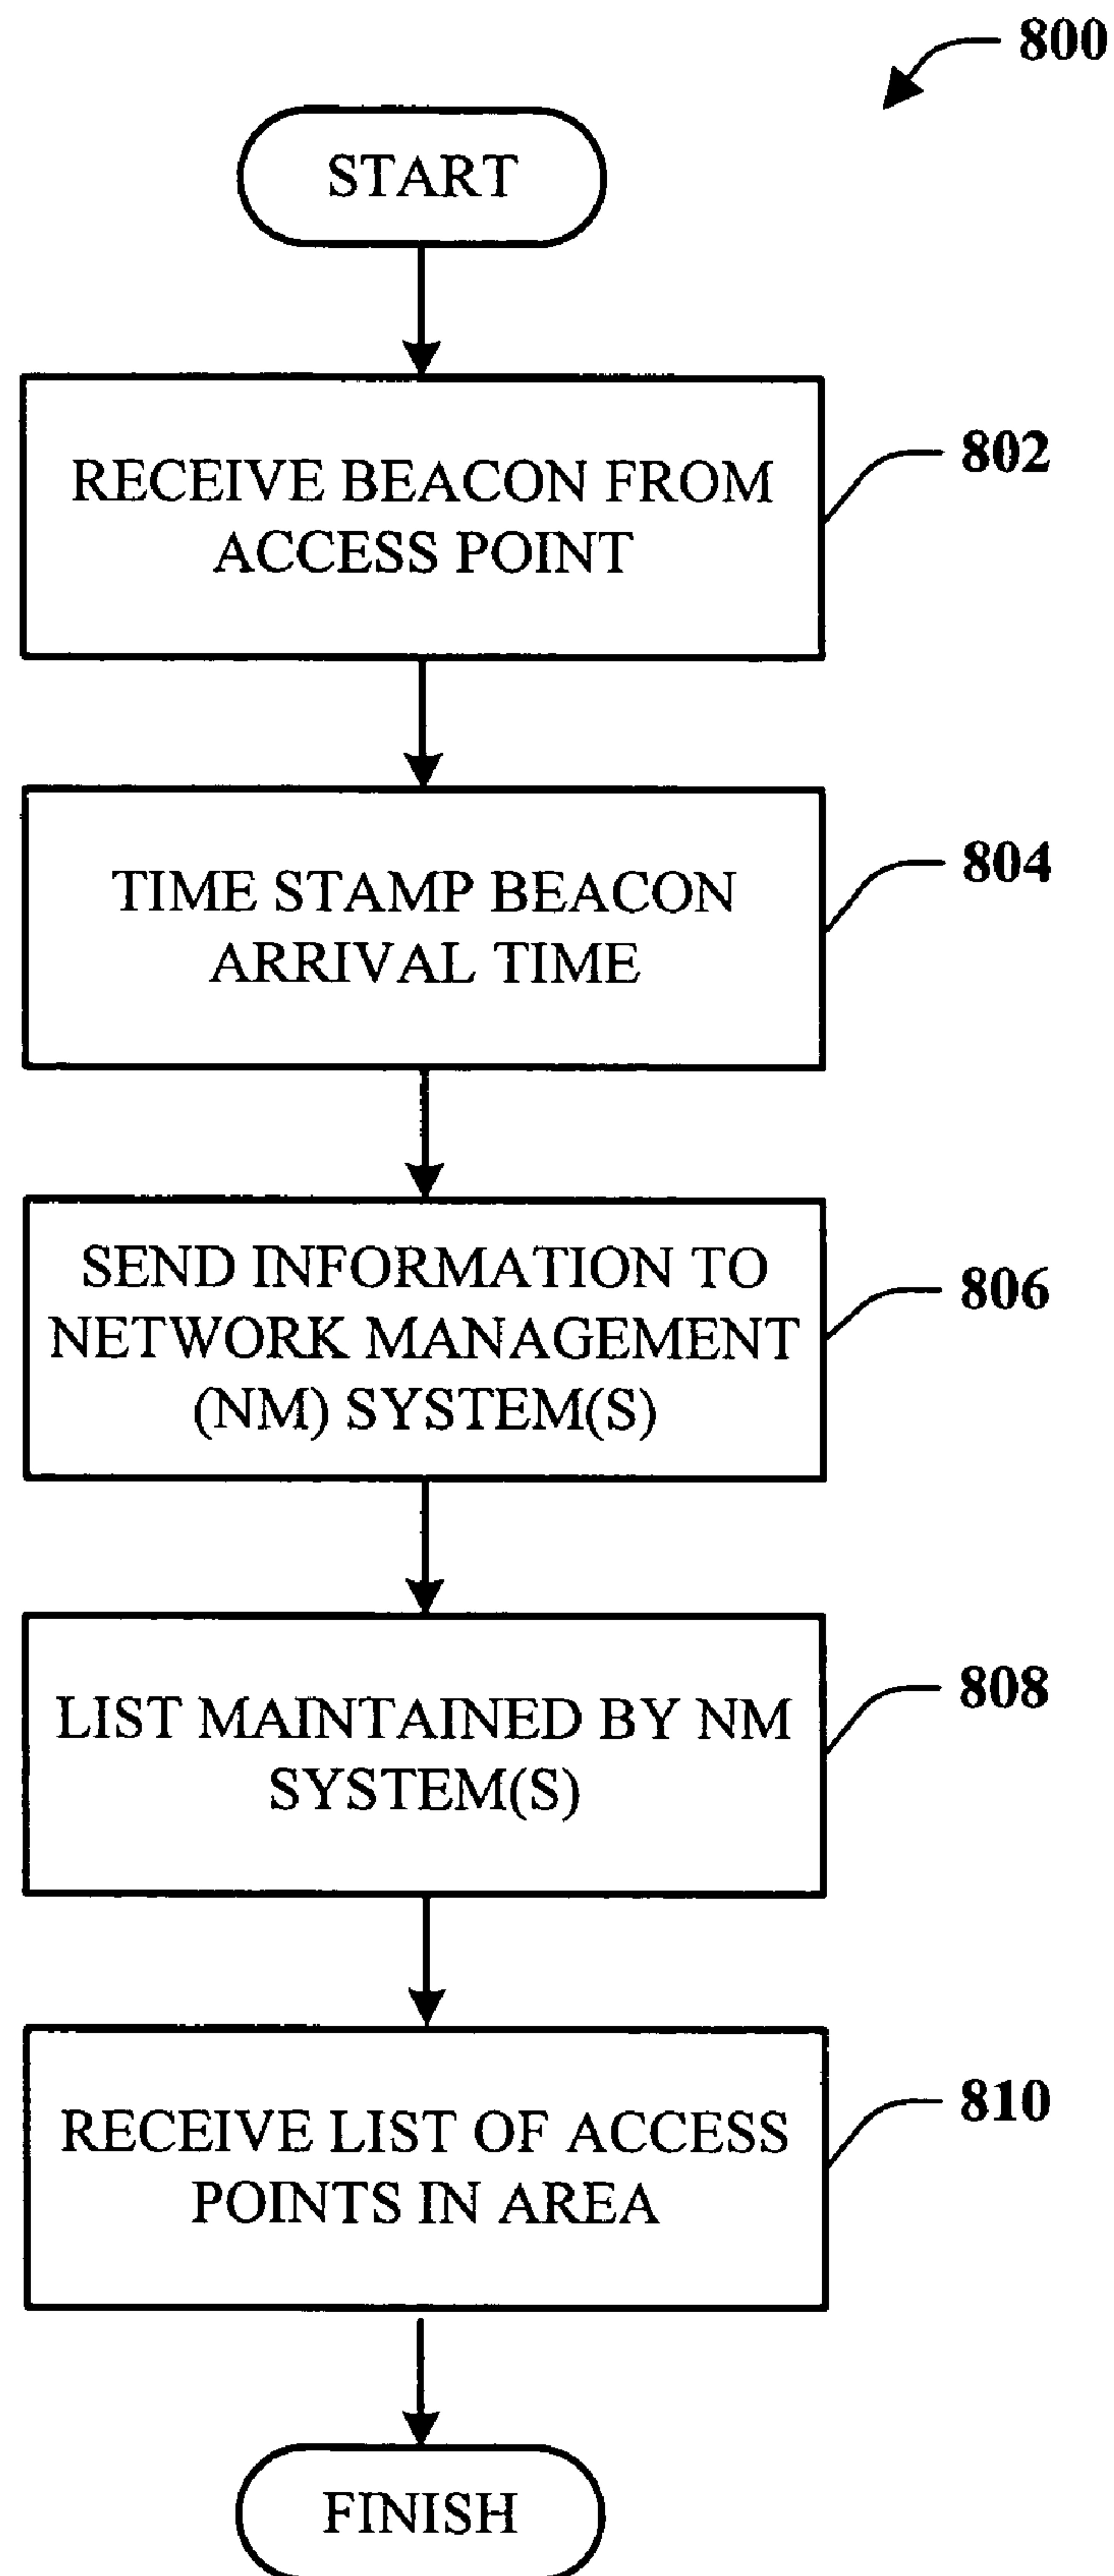 800
START
RECEIVE BEACON FROM
ACCESS POINT
802
TIME STAMP BEACON
ARRIVAL TIME
804
SEND INFORMATION TO
NETWORK MANAGEMENT
(NM) SYSTEM(S)
806
LIST MAINTAINED BY NM
SYSTEM(S)
808
RECEIVE LIST OF ACCESS
POINTS IN AREA
810
FINISH